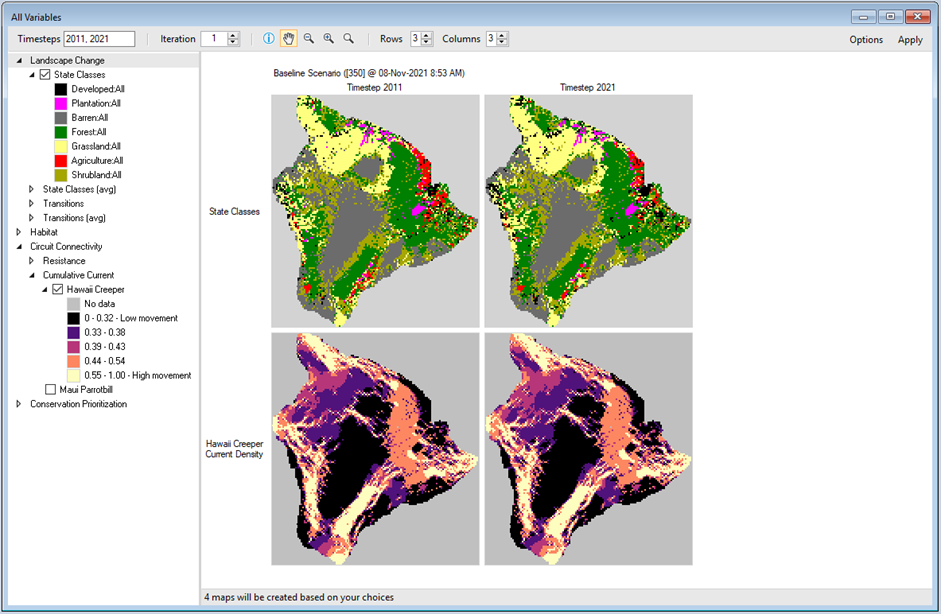 All Variables
Timesteps 2011, 2021 Iteration 1 Rows 3 Columns 3 Options Apply
Landscape Change
State Classes
Developed:All
Plantation:All
Barren:All
Forest:All
Grassland:All
Agriculture:All
Shrubland:All
State Classes (avg)
Transitions
Transitions (avg)
Habitat
Circuit Connectivity
Resistance
Cumulative Current
Hawaii Creeper
No data
0 - 0.32 - Low movement
0.33 - 0.38
0.39 - 0.43
0.44 - 0.54
0.55 - 1.00 - High movement
Maui Parrotbill
Conservation Prioritization
Baseline Scenario ([350] @ 08-Nov-2021 8:53 AM)
Timestep 2011 Timestep 2021
State Classes
Hawaii Creeper
Current Density
4 maps will be created based on your choices